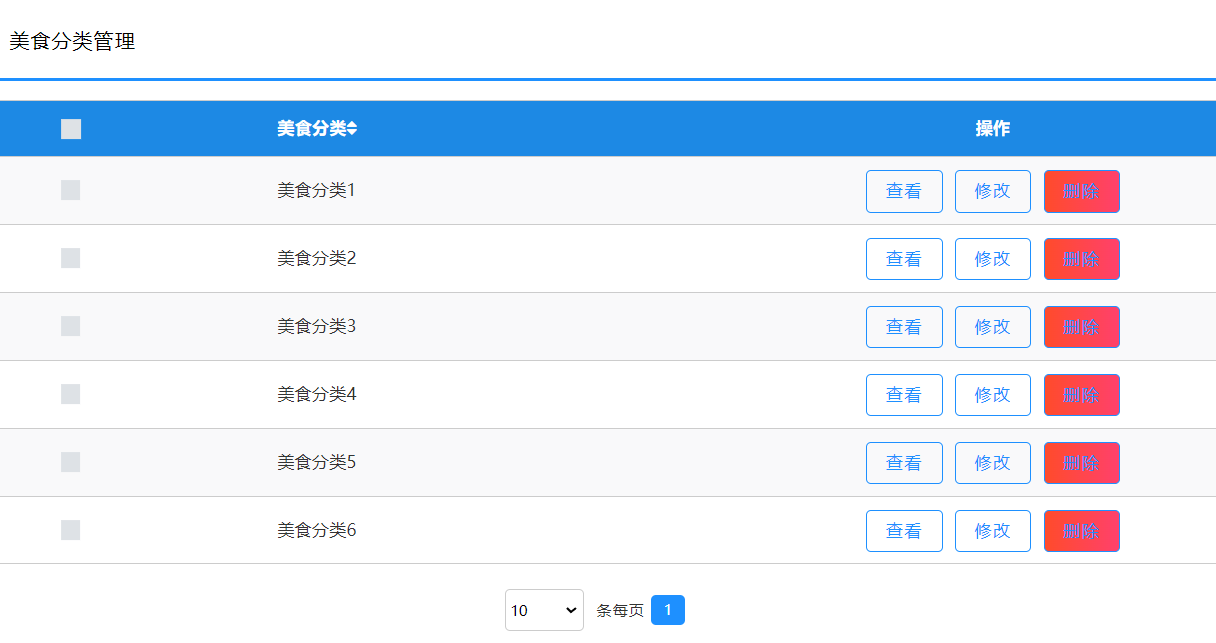 美食分类管理
美食分类 操作
美食分类1 查看 修改 删除
美食分类2 查看 修改 删除
美食分类3 查看 修改 删除
美食分类4 查看 修改 删除
美食分类5 查看 修改 删除
美食分类6 查看 修改 删除
10 条每页 1